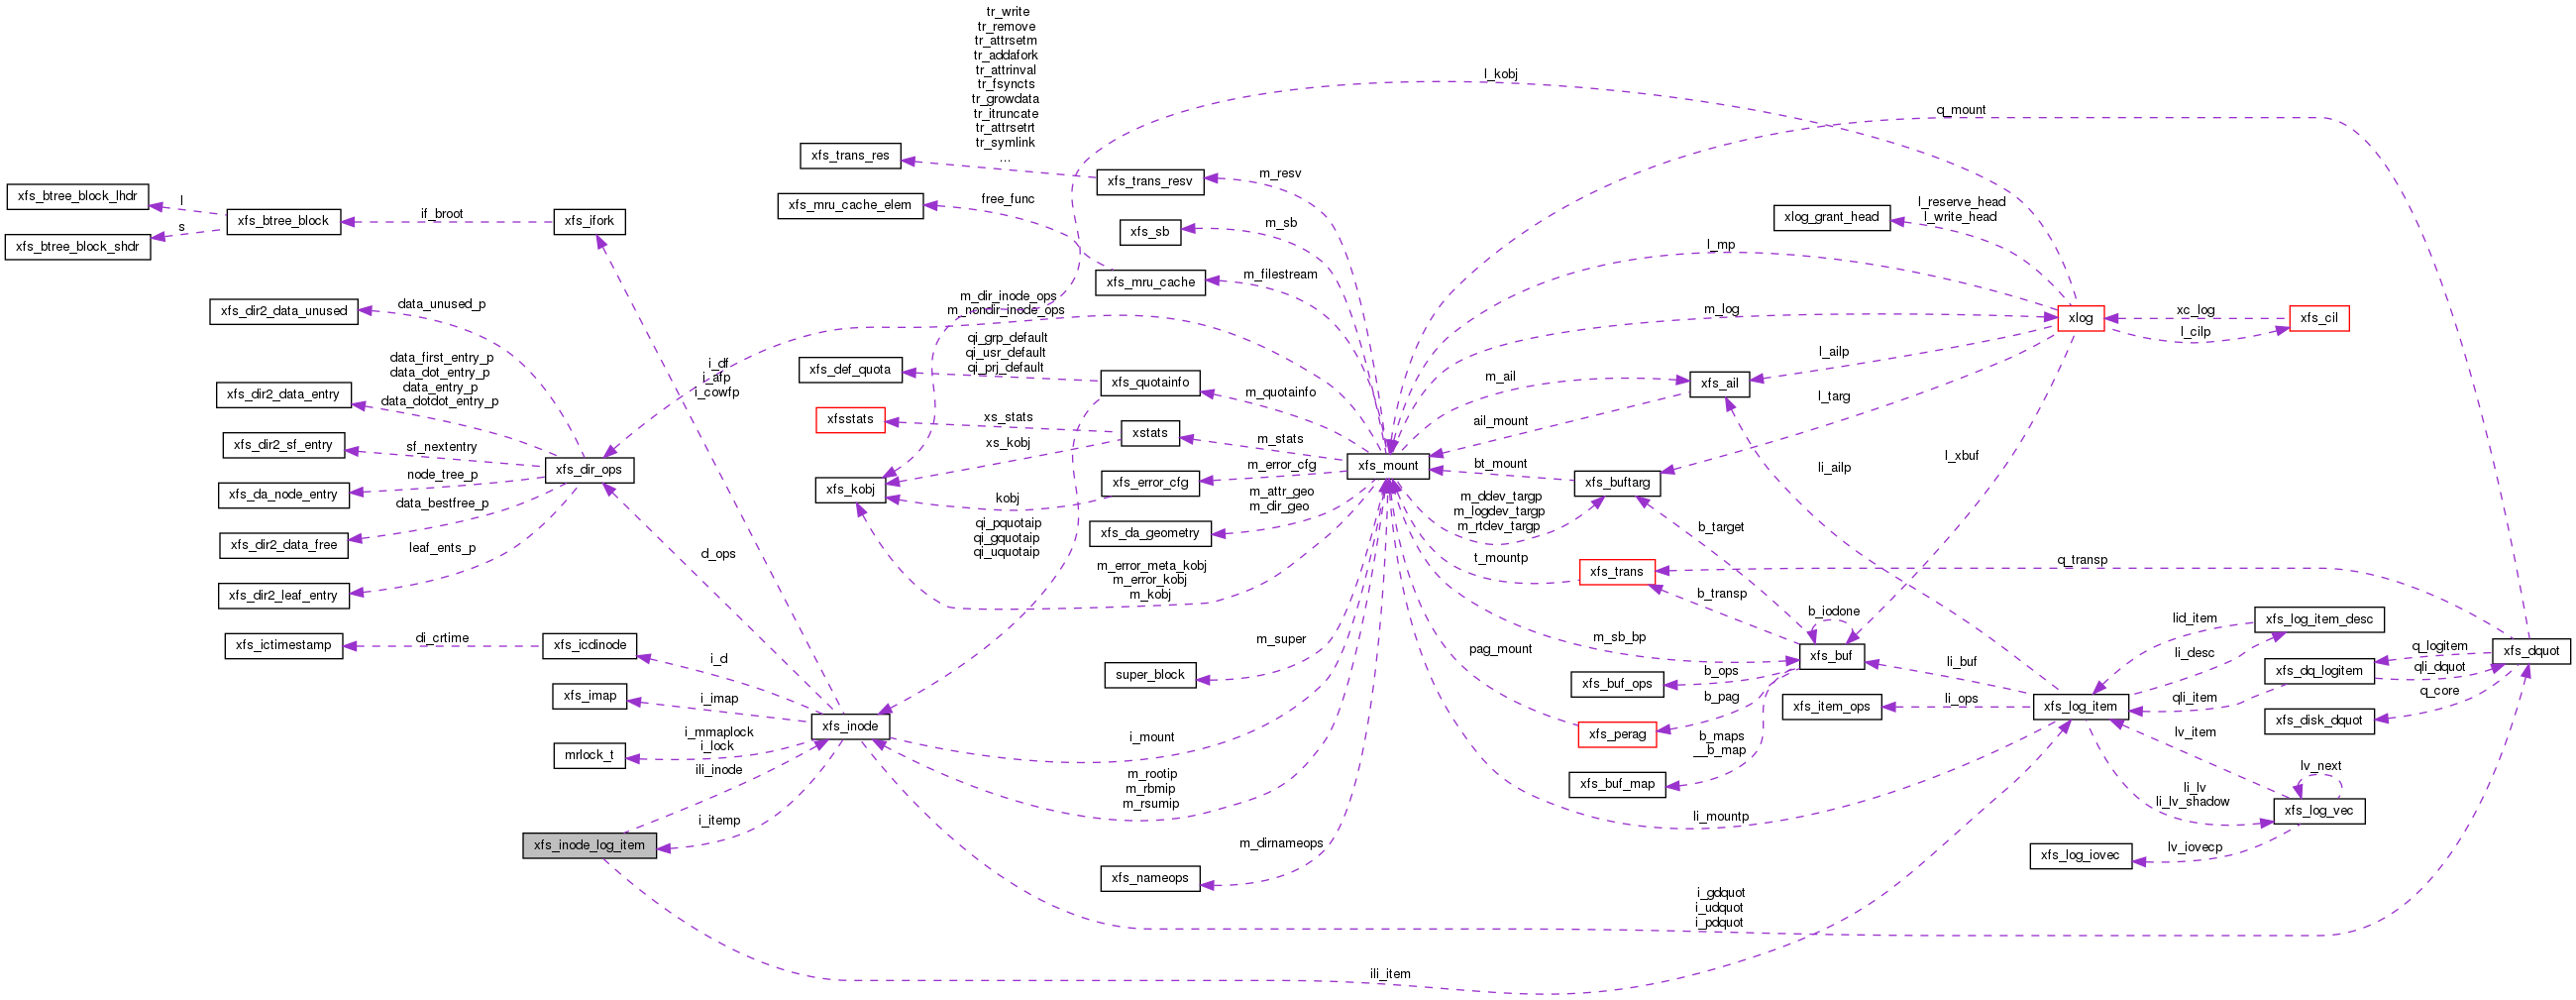 tr_write
tr_remove
tr_attrsetm
tr_addafork
tr_attrinval
tr_fsyncts
tr_growdata
tr_itruncate
tr_attrsetrt
tr_symlink
...
l_kobj
q_mount
xfs_trans_res
xfs_trans_resv
m_resv
xfs_btree_block_lhdr
l
xfs_btree_block
if_broot
xfs_ifork
xfs_mru_cache_elem
free_func
l_reserve_head
l_write_head
xlog_grant_head
s
xfs_btree_block_shdr
xfs_sb
m_sb
l_mp
m_filestream
xfs_mru_cache
m_dir_inode_ops
m_nondir_inode_ops
data_unused_p
xfs_dir2_data_unused
m_log
xlog
xc_log
l_cilp
xfs_cil
qi_grp_default
qi_usr_default
qi_prj_default
xfs_def_quota
xfs_quotainfo
m_quotainfo
data_first_entry_p
data_dot_entry_p
data_entry_p
data_dotdot_entry_p
xfs_dir2_data_entry
i_df
i_afp
i_cowfp
m_ail
xfs_ail
l_ailp
l_targ
xfsstats
xs_stats
xs_kobj
xstats
m_stats
ail_mount
xfs_dir2_sf_entry
sf_nextentry
xfs_dir_ops
node_tree_p
xfs_da_node_entry
data_bestfree_p
xfs_kobj
kobj
xfs_error_cfg
m_error_cfg
xfs_mount
bt_mount
xfs_buftarg
l_xbuf
li_ailp
m_attr_geo
m_dir_geo
xfs_da_geometry
m_ddev_targp
m_logdev_targp
m_rtdev_targp
b_target
qi_pquotaip
qi_gquotaip
qi_uquotaip
xfs_dir2_data_free
leaf_ents_p
d_ops
xfs_dir2_leaf_entry
m_error_meta_kobj
m_error_kobj
m_kobj
t_mountp
xfs_trans
b_transp
q_transp
b_iodone
lid_item
xfs_log_item_desc
xfs_ictimestamp
di_crtime
xfs_icdinode
i_d
m_super
super_block
m_sb_bp
pag_mount
xfs_buf
li_buf
li_desc
q_logitem
qli_dquot
xfs_dquot
xfs_dq_logitem
qli_item
q_core
xfs_imap
i_imap
xfs_buf_ops
b_ops
b_pag
xfs_item_ops
li_ops
xfs_log_item
xfs_disk_dquot
xfs_inode
i_mmaplock
i_lock
mrlock_t
i_mount
xfs_perag
b_maps
__b_map
xfs_buf_map
lv_item
lv_next
ili_inode
m_rootip
m_rbmip
m_rsumip
li_lv
li_lv_shadow
xfs_log_vec
i_itemp
li_mountp
xfs_inode_log_item
m_dirnameops
xfs_nameops
xfs_log_iovec
lv_iovecp
i_gdquot
i_udquot
i_pdquot
ili_item